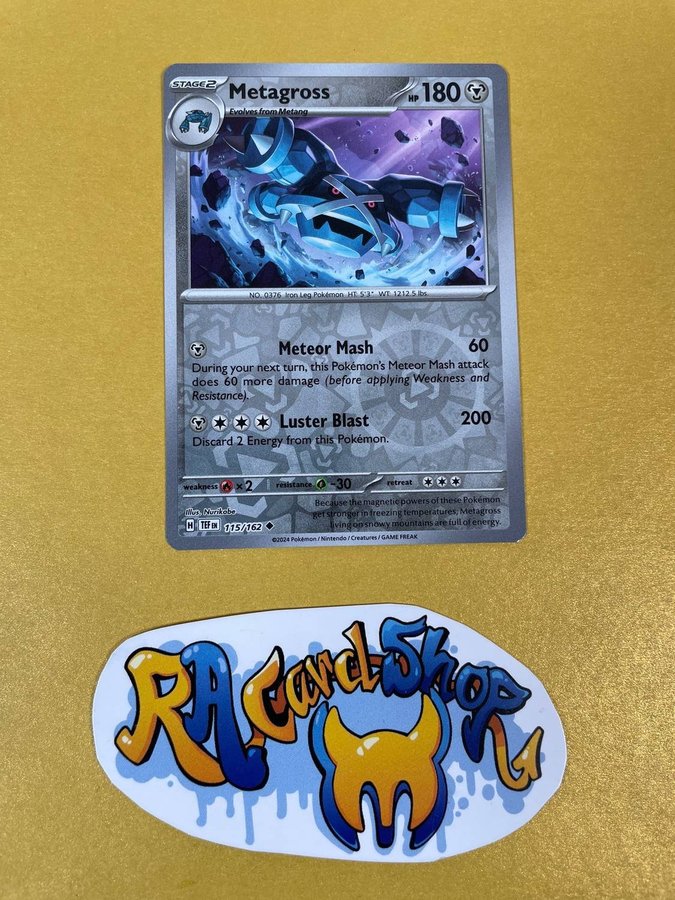 STAGE2
Metagross
HP 180
Evolves from Metang
NO. 0376 Iron Leg Pokémon HT: 5'3" WT: 1212.5 lbs.
Meteor Mash 60
During your next turn, this Pokémon's Meteor Mash attack
does 60 more damage (before applying Weakness and
Resistance).
Luster Blast 200
Discard 2 Energy from this Pokémon.
weakness ×2 resistance -30 retreat
Because the magnetic powers of these Pokémon
get stronger in freezing temperatures, Metagross
living on snowy mountains are full of energy.
Illus. Nurikabe
H TEF EN 115/162
©2024 Pokémon / Nintendo / Creatures / GAME FREAK
RA Card Shop